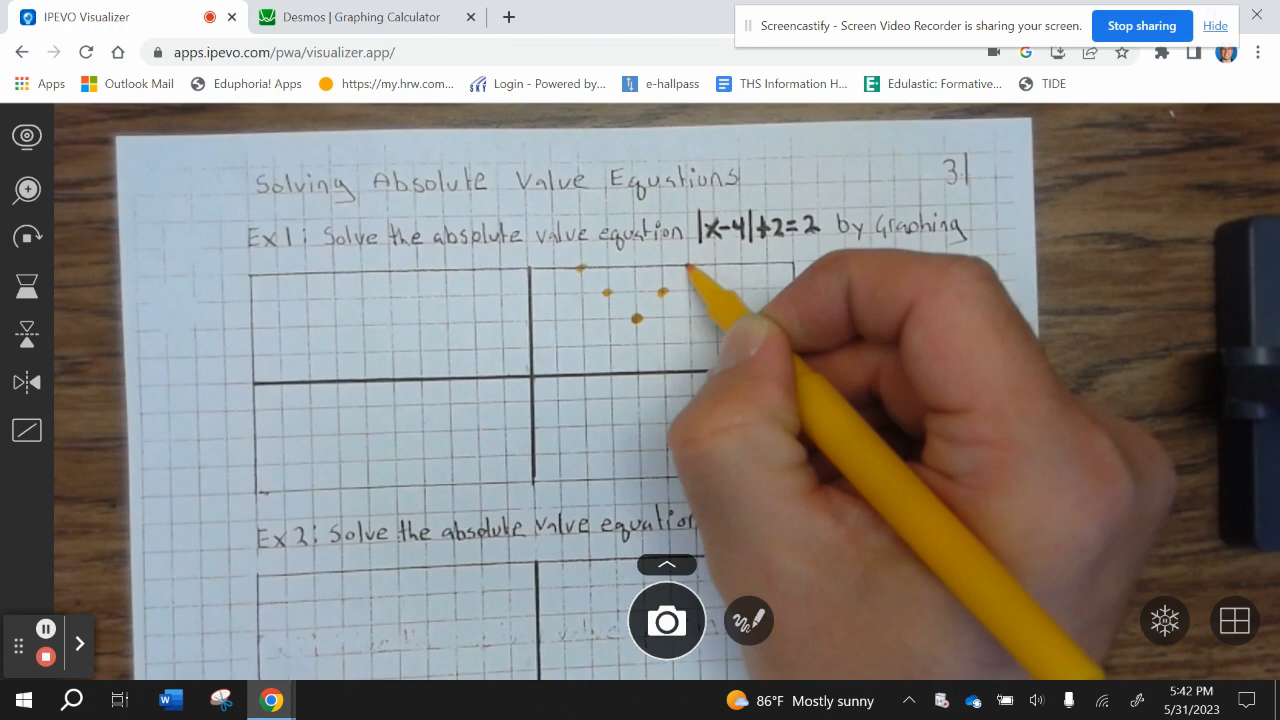 IPEVO Visualizer
Desmos | Graphing Calculator
Screencastify - Screen Video Recorder is sharing your screen.
Stop sharing
Hide
apps.ipevo.com/pwa/visualizer.app/
Apps
Outlook Mail
Eduphoria! Apps
https://my.hrw.com...
Login - Powered by...
e-hallpass
THS Information H...
Edulastic: Formative...
TIDE
Solving Absolute Value Equations
31
Ex 1: Solve the absolute value equation |x-4|+2=2 by Graphing
Ex 2: Solve the absolute value equation
86°F Mostly sunny
5:42 PM
5/31/2023